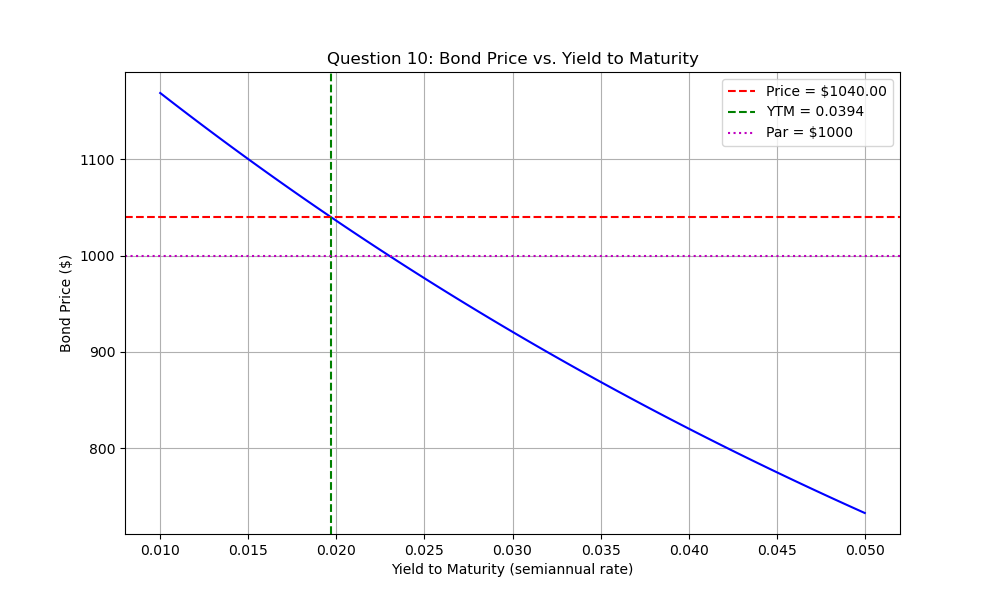 Question 10: Bond Price vs. Yield to Maturity
Price = $1040.00
YTM = 0.0394
Par = $1000
Bond Price ($)
1100
1000
900
800
0.010 0.015 0.020 0.025 0.030 0.035 0.040 0.045 0.050
Yield to Maturity (semiannual rate)